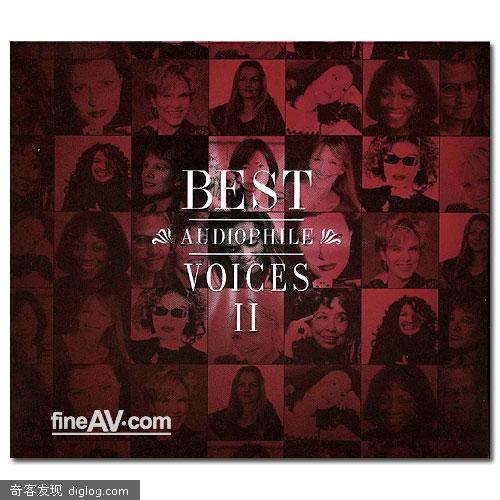 BEST
AUDIOPHILE
VOICES
II
fineAV.com
奇客发现 diglog.com